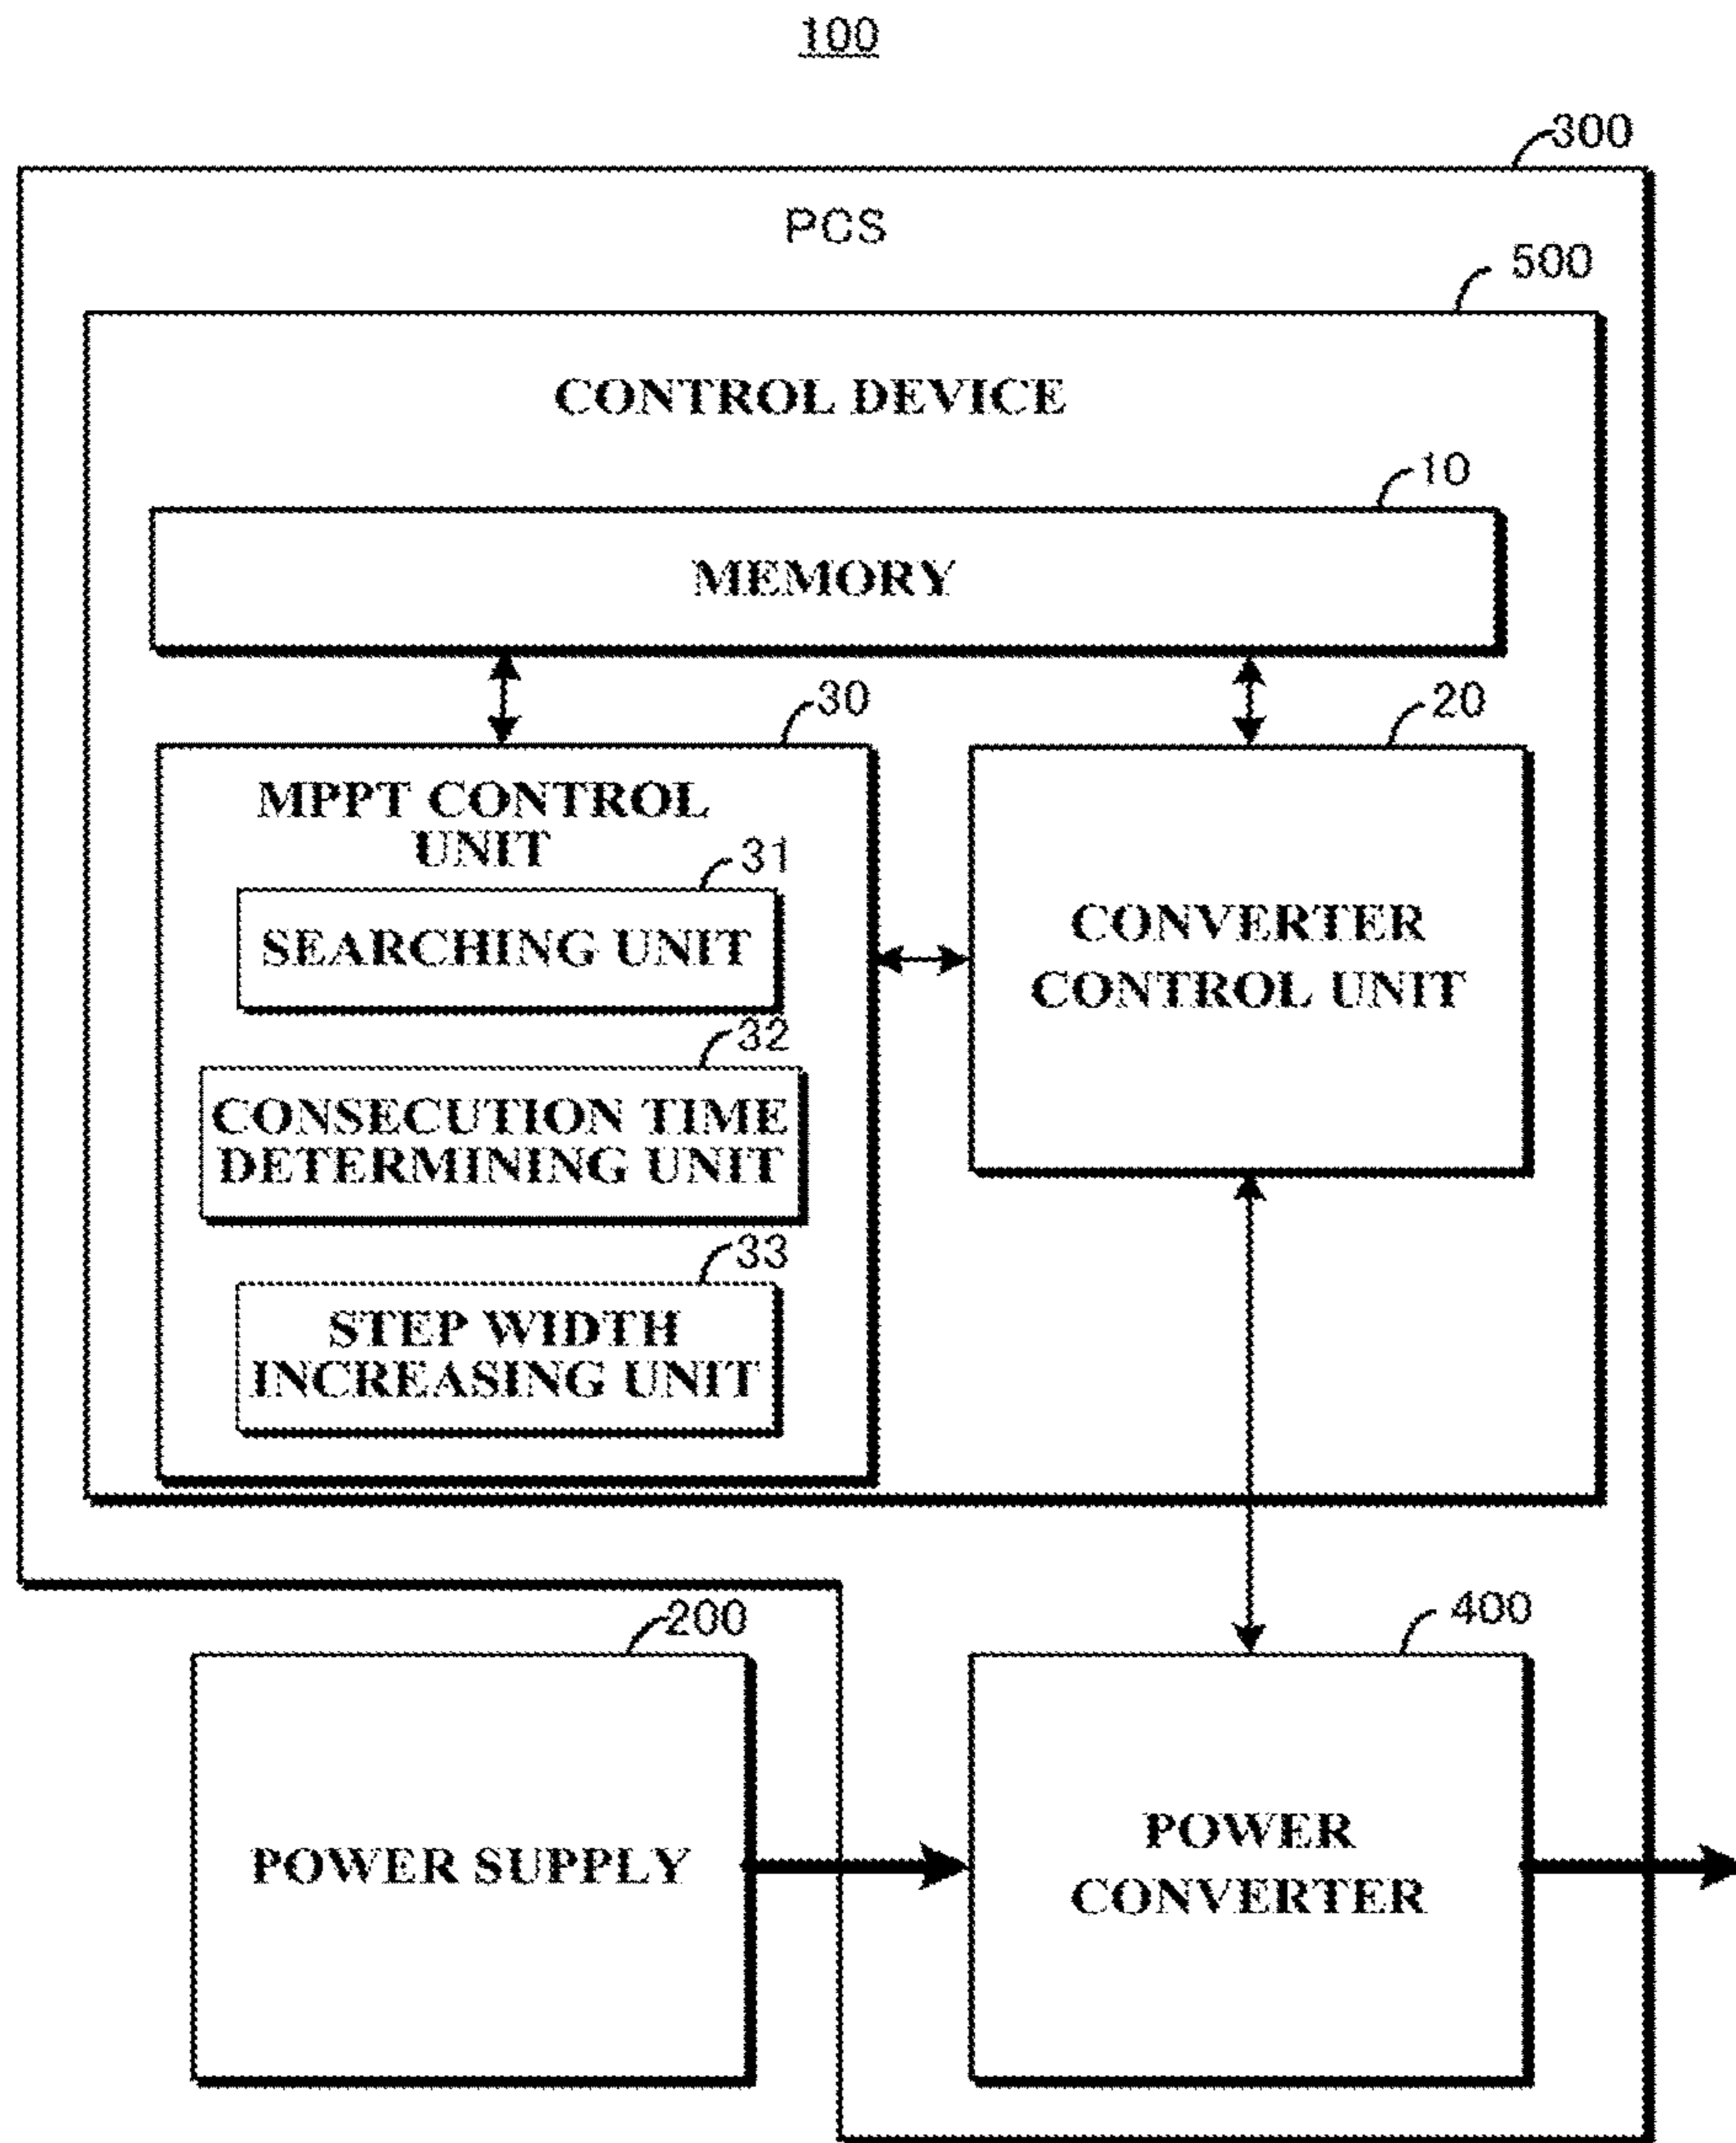 100
300
PCS
500
CONTROL DEVICE
10
MEMORY
30
20
MPPT CONTROL
UNIT
31
SEARCHING UNIT
CONVERTER
CONTROL UNIT
32
CONSECUTION TIME
DETERMINING UNIT
33
STEP WIDTH
INCREASING UNIT
200
400
POWER SUPPLY
POWER
CONVERTER